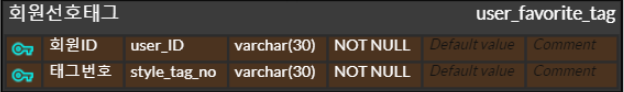 회원선호태그 user_favorite_tag
회원ID user_ID varchar(30) NOT NULL Default value Comment
태그번호 style_tag_no varchar(30) NOT NULL Default value Comment